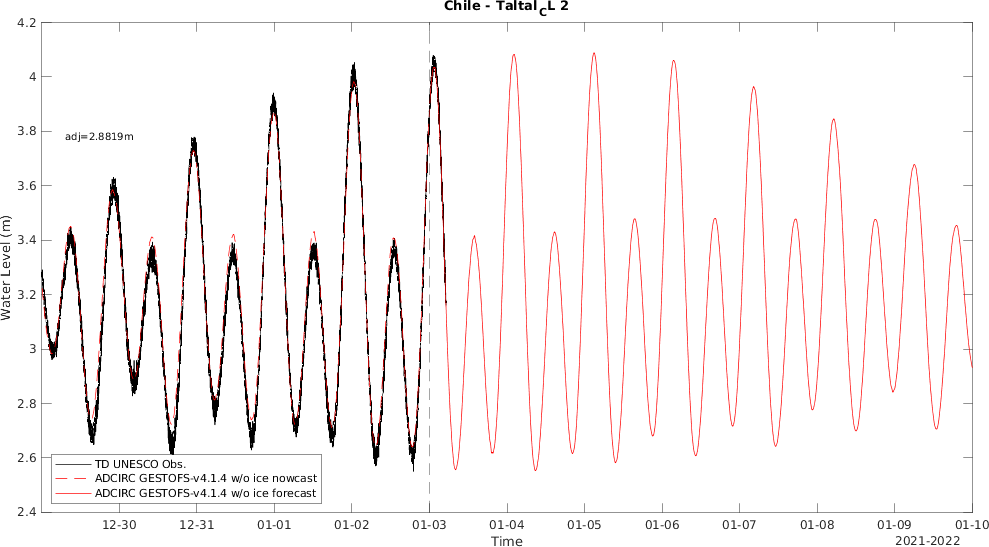 Chile - Taltal_CL 2
4.2
4
3.8
3.6
3.4
3.2
3
2.8
2.6
2.4
Water Level (m)
adj=2.8819m
TD UNESCO Obs.
ADCIRC GESTOFS-v4.1.4 w/o ice nowcast
ADCIRC GESTOFS-v4.1.4 w/o ice forecast
12-30 12-31 01-01 01-02 01-03 01-04 01-05 01-06 01-07 01-08 01-09 01-10
Time
2021-2022